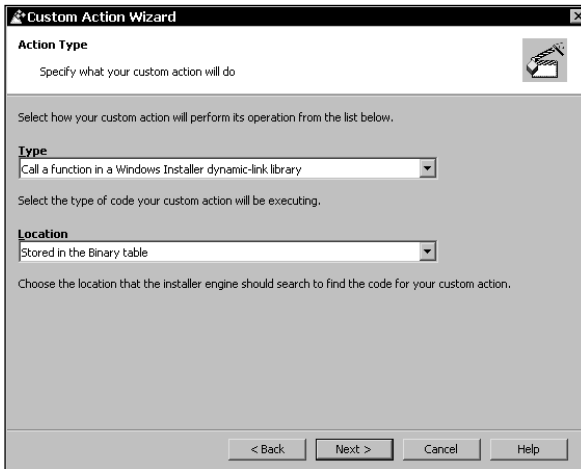 Custom Action Wizard
Action Type
Specify what your custom action will do
Select how your custom action will perform its operation from the list below.
Type
Call a function in a Windows Installer dynamic-link library
Select the type of code your custom action will be executing.
Location
Stored in the Binary table
Choose the location that the installer engine should search to find the code for your custom action.
< Back Next > Cancel Help